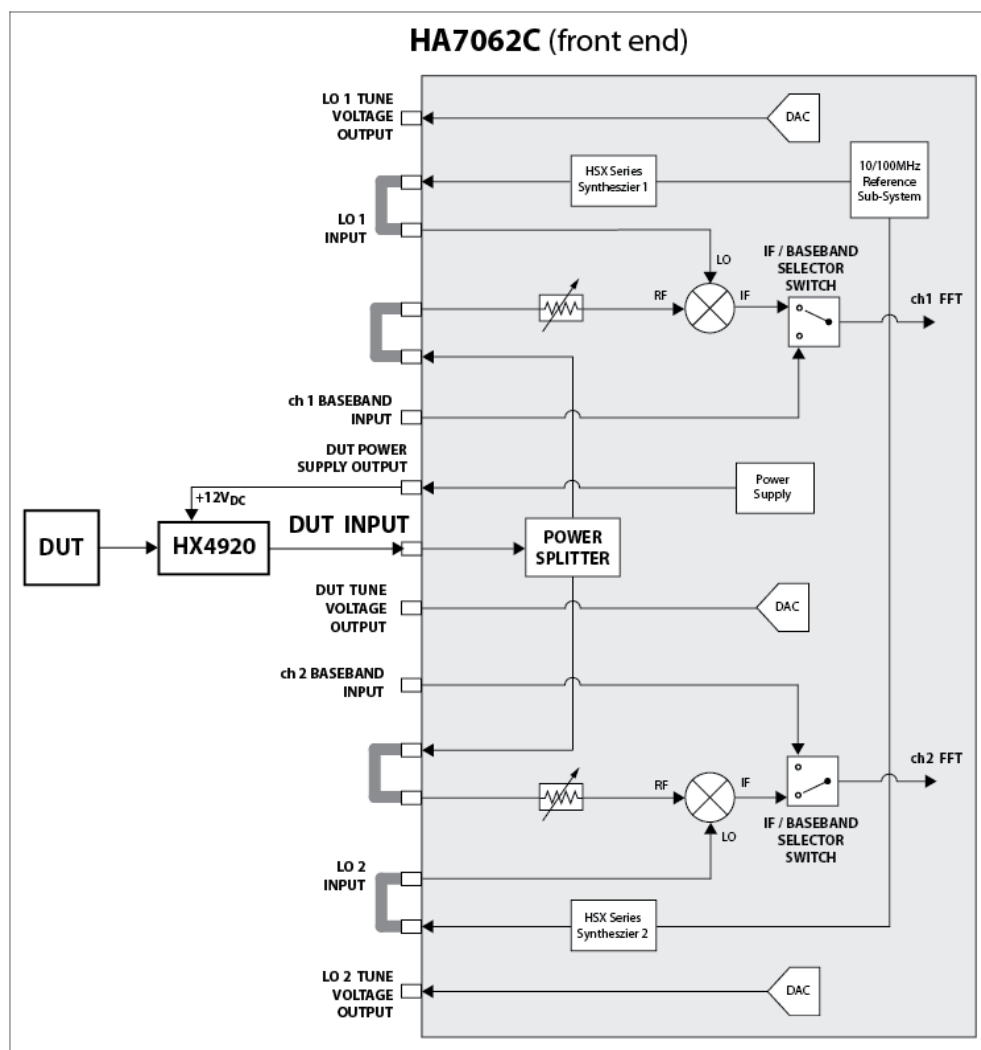 HA7062C (front end)
LO 1 TUNE
VOLTAGE
OUTPUT
DAC
HSX Series
Syntheszier 1
10/100MHz
Reference
Sub-System
LO 1
INPUT
LO
IF / BASEBAND
SELECTOR
SWITCH
RF
IF
ch1 FFT
ch 1 BASEBAND
INPUT
DUT POWER
SUPPLY OUTPUT
Power
Supply
+12VDC
DUT
HX4920
DUT INPUT
POWER
SPLITTER
DUT TUNE
VOLTAGE
OUTPUT
DAC
ch 2 BASEBAND
INPUT
ch2 FFT
RF
IF
LO
IF / BASEBAND
SELECTOR
SWITCH
LO 2
INPUT
HSX Series
Syntheszier 2
LO 2 TUNE
VOLTAGE
OUTPUT
DAC